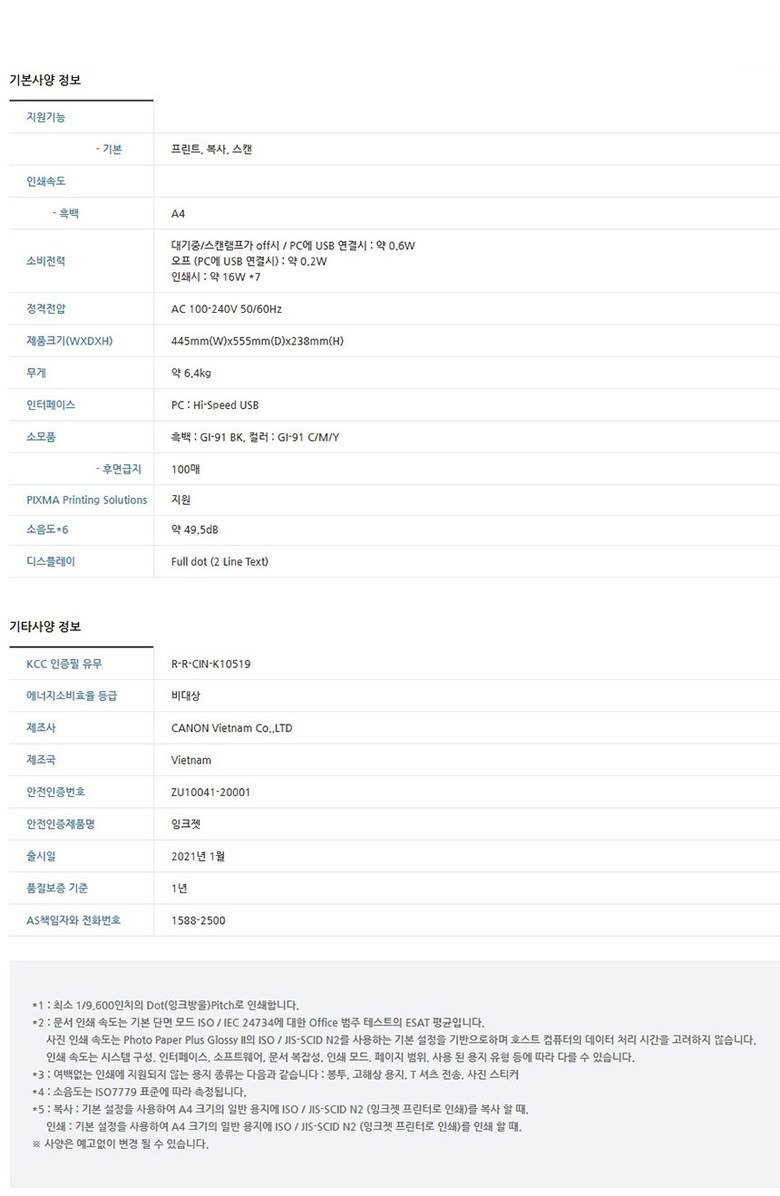 기본사양 정보
지원기능
- 기본 프린트, 복사, 스캔
인쇄속도
- 흑백 A4
소비전력 대기중/스캔램프가 off시 / PC에 USB 연결시 : 약 0.6W
오프 (PC에 USB 연결시) : 약 0.2W
인쇄시 : 약 16W *7
정격전압 AC 100-240V 50/60Hz
제품크기(WXDXH) 445mm(W)x555mm(D)x238mm(H)
무게 약 6.4kg
인터페이스 PC : Hi-Speed USB
소모품 흑백 : GI-91 BK, 컬러 : GI-91 C/M/Y
- 후면급지 100매
PIXMA Printing Solutions 지원
소음도*6 약 49.5dB
디스플레이 Full dot (2 Line Text)
기타사양 정보
KCC 인증필 유무 R-R-CIN-K10519
에너지소비효율 등급 비대상
제조사 CANON Vietnam Co.,LTD
제조국 Vietnam
안전인증번호 ZU10041-20001
안전인증제품명 잉크젯
출시일 2021년 1월
품질보증 기준 1년
AS책임자와 전화번호 1588-2500
*1 : 최소 1/9,600인치의 Dot(잉크방울)Pitch로 인쇄합니다.
*2 : 문서 인쇄 속도는 기본 단면 모드 ISO / IEC 24734에 대한 Office 범주 테스트의 ESAT 평균입니다.
사진 인쇄 속도는 Photo Paper Plus Glossy II의 ISO / JIS-SCID N2를 사용하는 기본 설정을 기반으로하며 호스트 컴퓨터의 데이터 처리 시간을 고려하지 않습니다.
인쇄 속도는 시스템 구성, 인터페이스, 소프트웨어, 문서 복잡성, 인쇄 모드, 페이지 범위, 사용 된 용지 유형 등에 따라 다를 수 있습니다.
*3 : 여백없는 인쇄에 지원되지 않는 용지 종류는 다음과 같습니다 : 봉투, 고해상 용지, T 셔츠 전송, 사진 스티커
*4 : 소음도는 ISO7779 표준에 따라 측정됩니다.
*5 : 복사 : 기본 설정을 사용하여 A4 크기의 일반 용지에 ISO / JIS-SCID N2 (잉크젯 프린터로 인쇄)를 복사 할 때.
인쇄 : 기본 설정을 사용하여 A4 크기의 일반 용지에 ISO / JIS-SCID N2 (잉크젯 프린터로 인쇄)를 인쇄 할 때.
※ 사양은 예고없이 변경 될 수 있습니다.